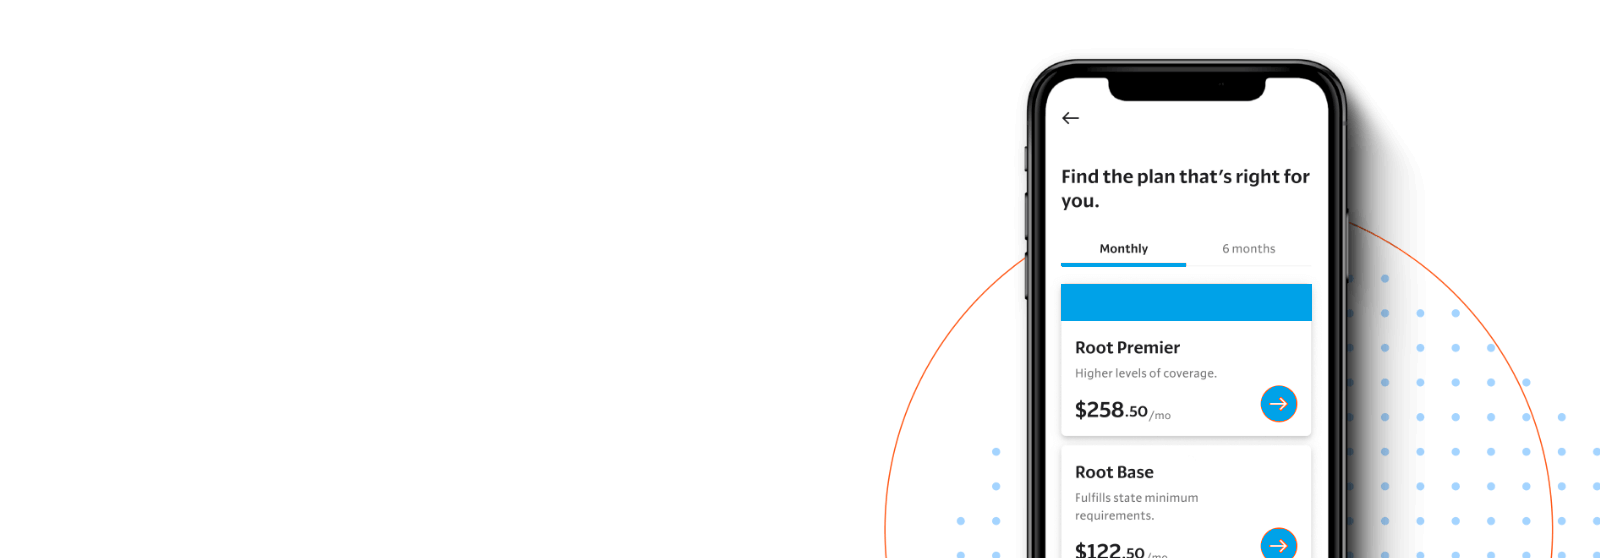 Find the plan that's right for
you.
Monthly
6 months
Root Premier
Higher levels of coverage.
$258.50/mo
Root Base
Fulfills state minimum
requirements.
$122.50/mo